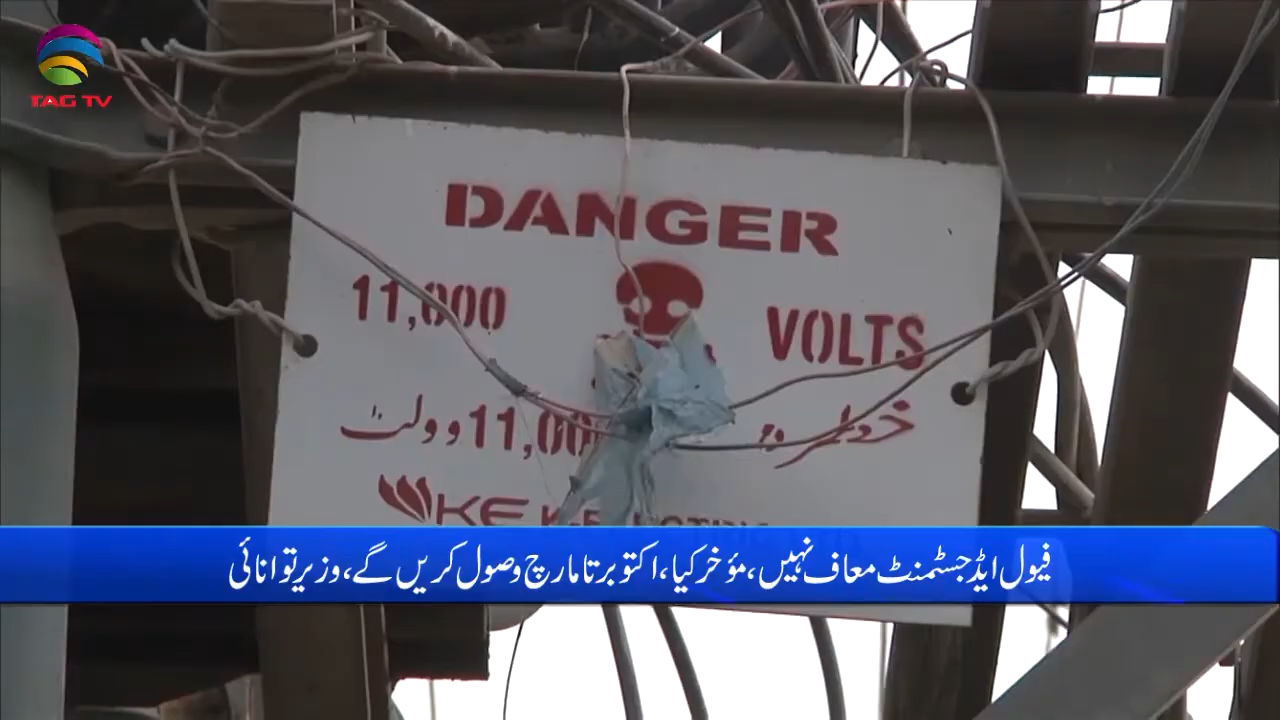 TAG TV
DANGER
11,000 VOLTS
خطرہ 11,000 وولٹ
KE
فیول ایڈجسٹمنٹ معاف نہیں، مؤخر کیا، اکتوبر تا مارچ وصول کریں گے، وزیر توانائی